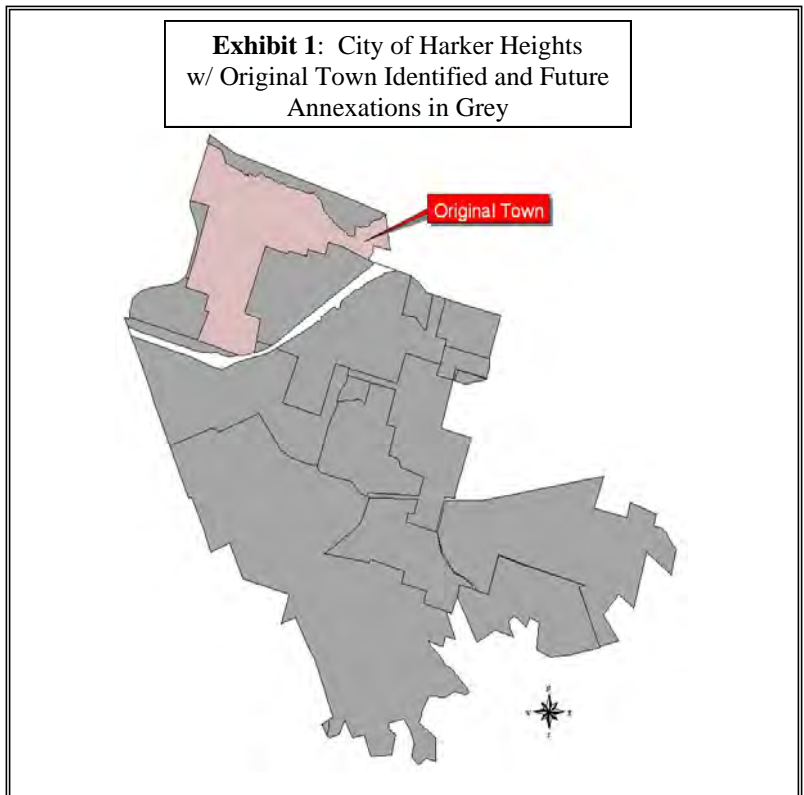 Exhibit 1: City of Harker Heights
w/ Original Town Identified and Future
Annexations in Grey
Original Town